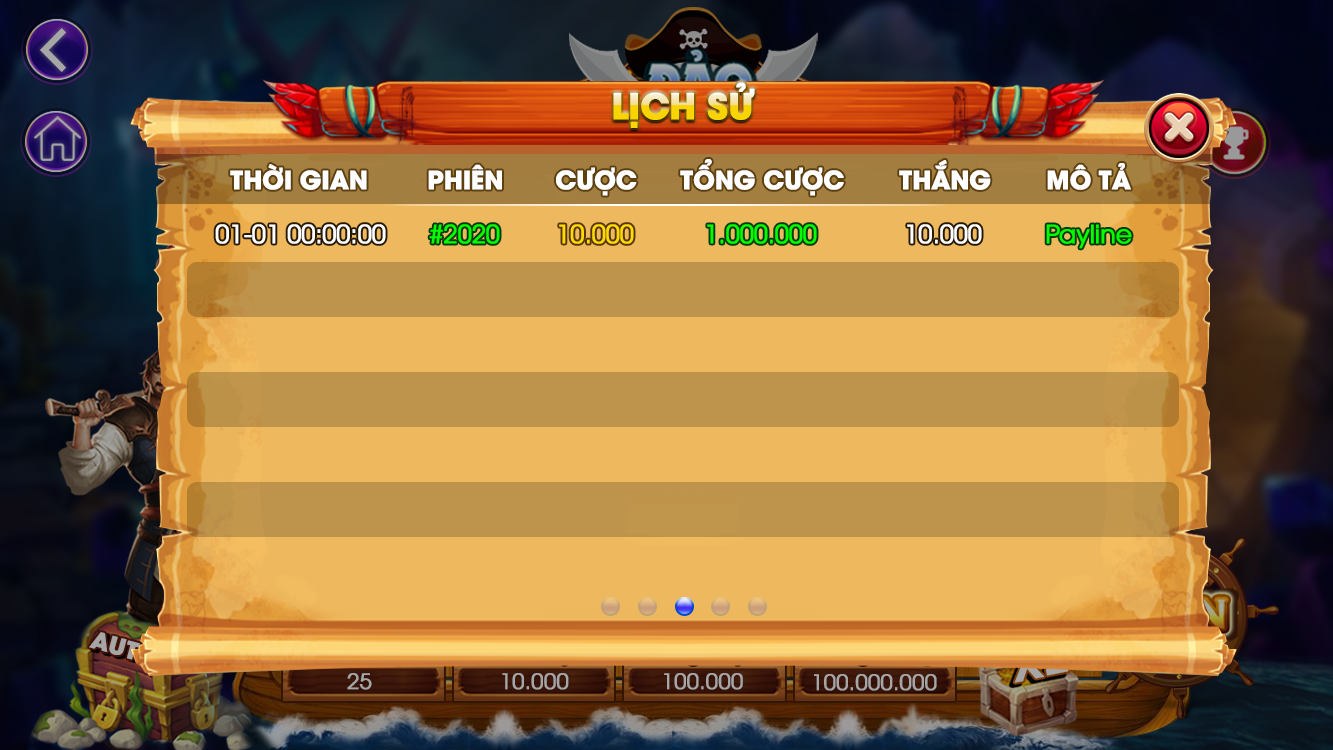 ĐẢO
LỊCH SỬ
THỜI GIAN PHIÊN CƯỢC TỔNG CƯỢC THẮNG MÔ TẢ
01-01 00:00:00 #2020 10.000 1.000.000 10.000 Payline
25 10.000 100.000 100.000.000